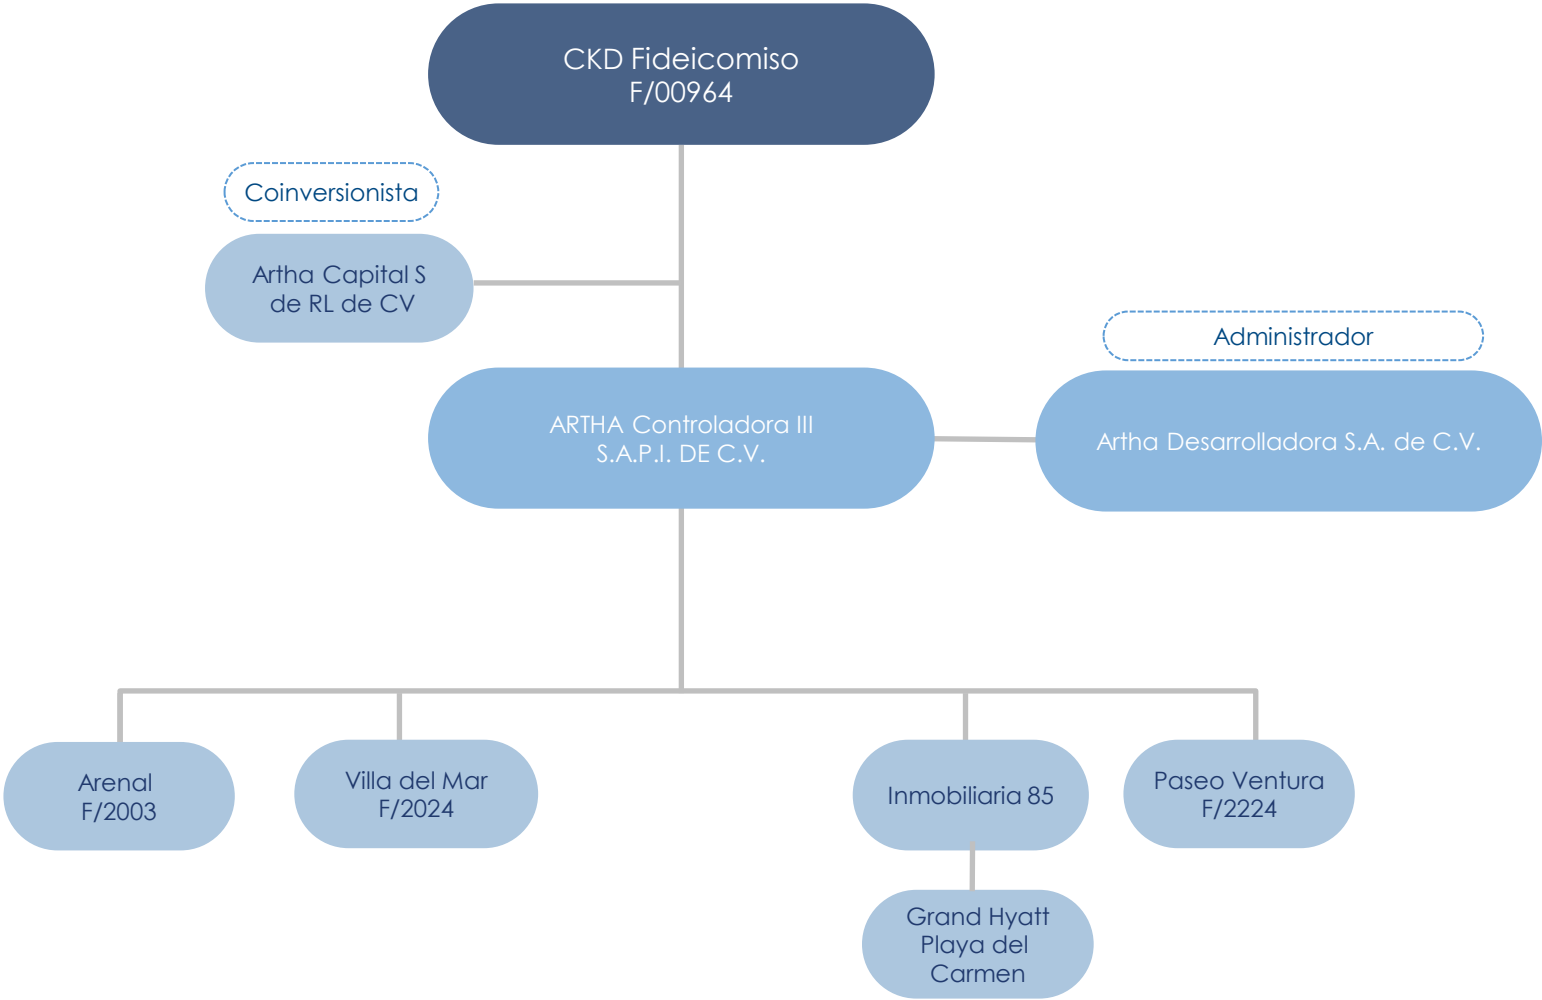 CKD Fideicomiso
F/00964
Coinversionista
Artha Capital S
de RL de CV
Administrador
ARTHA Controladora III
S.A.P.I. DE C.V.
Artha Desarrolladora S.A. de C.V.
Arenal
F/2003
Villa del Mar
F/2024
Inmobiliaria 85
Paseo Ventura
F/2224
Grand Hyatt
Playa del
Carmen